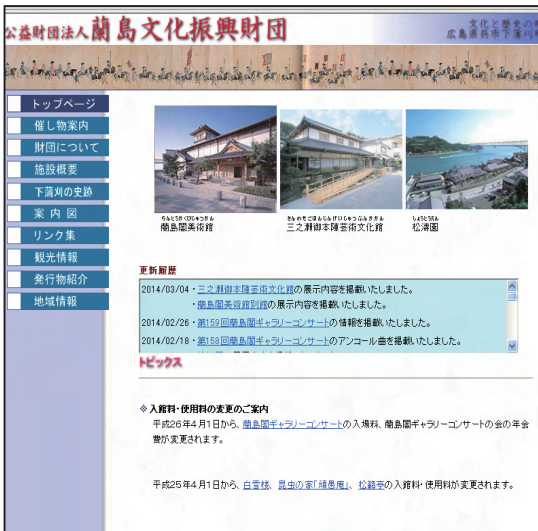 公益財団法人蘭島文化振興財団
文化と歴史の
広島県呉市下蒲刈
トップページ
催し物案内
財団について
施設概要
下蒲刈の史跡
案内図
リンク集
観光情報
発行物紹介
地域情報
らんとうかくびじゅつかん
蘭島閣美術館
さんのせごほんじんげいじゅつぶんかかん
三之瀬御本陣芸術文化館
しょうとうえん
松濤園
更新履歴
2014/03/04・三之瀬御本陣芸術文化館の展示内容を掲載いたしました。
・蘭島閣美術館別館の展示内容を掲載いたしました。
2014/02/26・第159回蘭島閣ギャラリーコンサートの情報を掲載いたしました。
2014/02/18・第158回蘭島閣ギャラリーコンサートのアンコール曲を掲載いたしました。
トピックス
入館料・使用料の変更のご案内
平成26年4月1日から、蘭島閣ギャラリーコンサートの入場料、蘭島閣ギャラリーコンサートの会の年会
費が変更されます。
平成25年4月1日から、白雪楼、昆虫の家「頑愚庵」、松籟亭の入館料・使用料が変更されます。